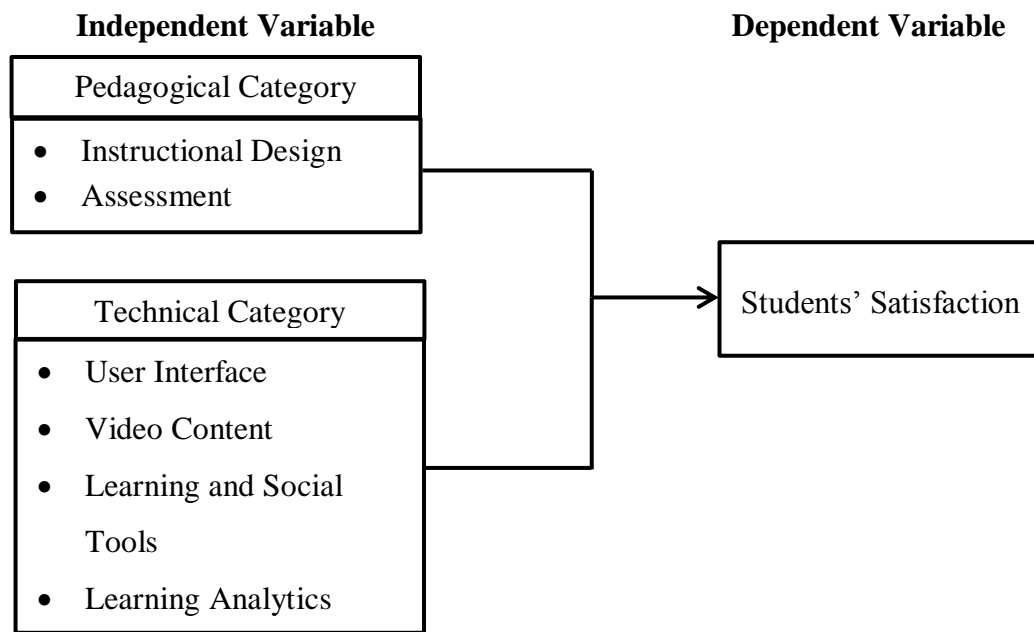 Independent Variable
Dependent Variable
Pedagogical Category
• Instructional Design
• Assessment
Technical Category
• User Interface
• Video Content
• Learning and Social
Tools
• Learning Analytics
Students’ Satisfaction